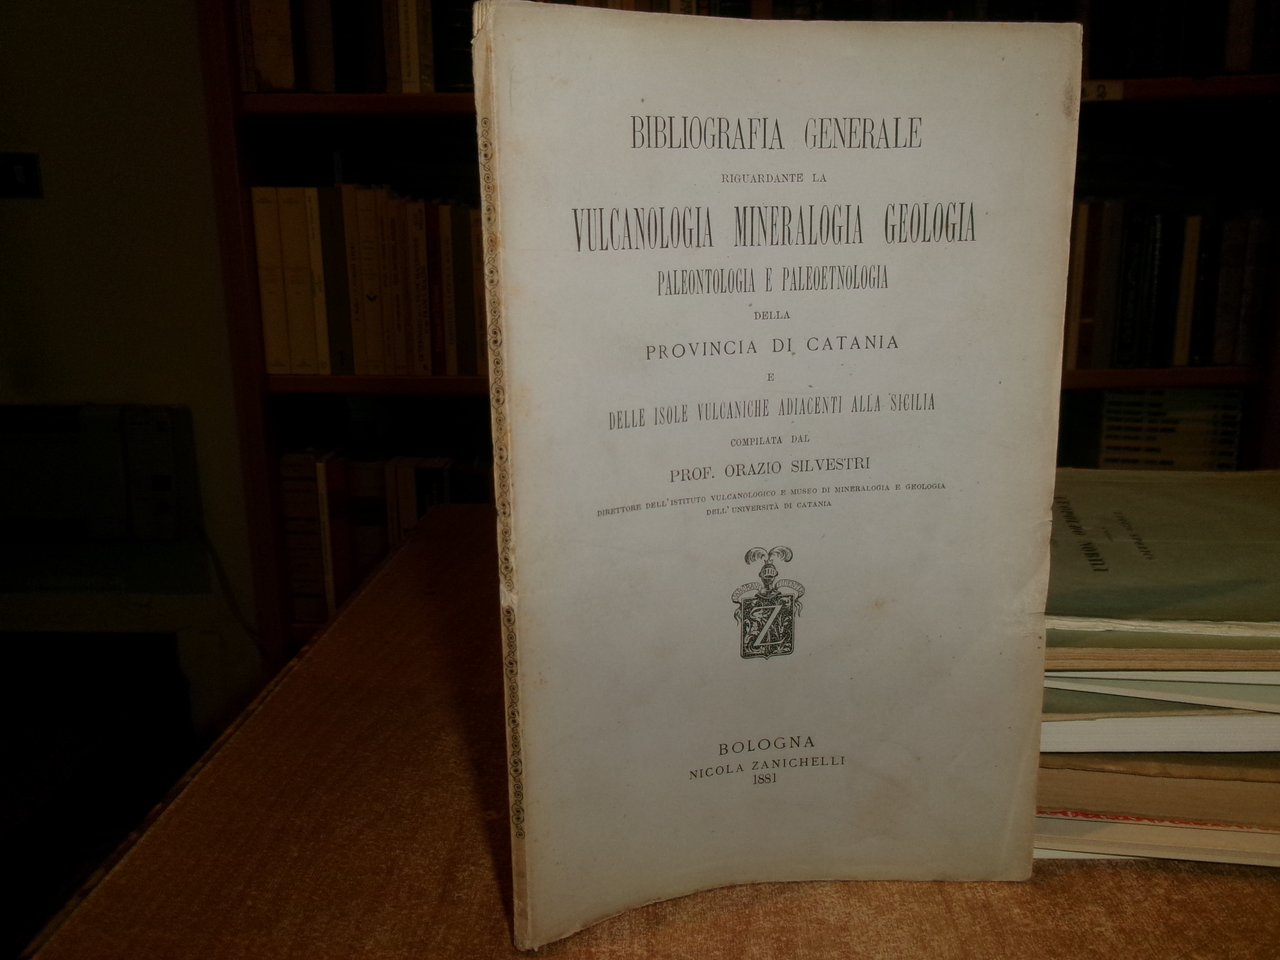 BIBLIOGRAFIA GENERALE
RIGUARDANTE LA
VULCANOLOGIA MINERALOGIA GEOLOGIA
PALEONTOLOGIA E PALEOETNOLOGIA
DELLA
PROVINCIA DI CATANIA
E
DELLE ISOLE VULCANICHE ADIACENTI ALLA SICILIA
COMPILATA DAL
PROF. ORAZIO SILVESTRI
DIRETTORE DELL'ISTITUTO VULCANOLOGICO E MUSEO DI MINERALOGIA E GEOLOGIA
DELL'UNIVERSITÀ DI CATANIA
Z
BOLOGNA
NICOLA ZANICHELLI
1881
LEOPOLDO NOBILI